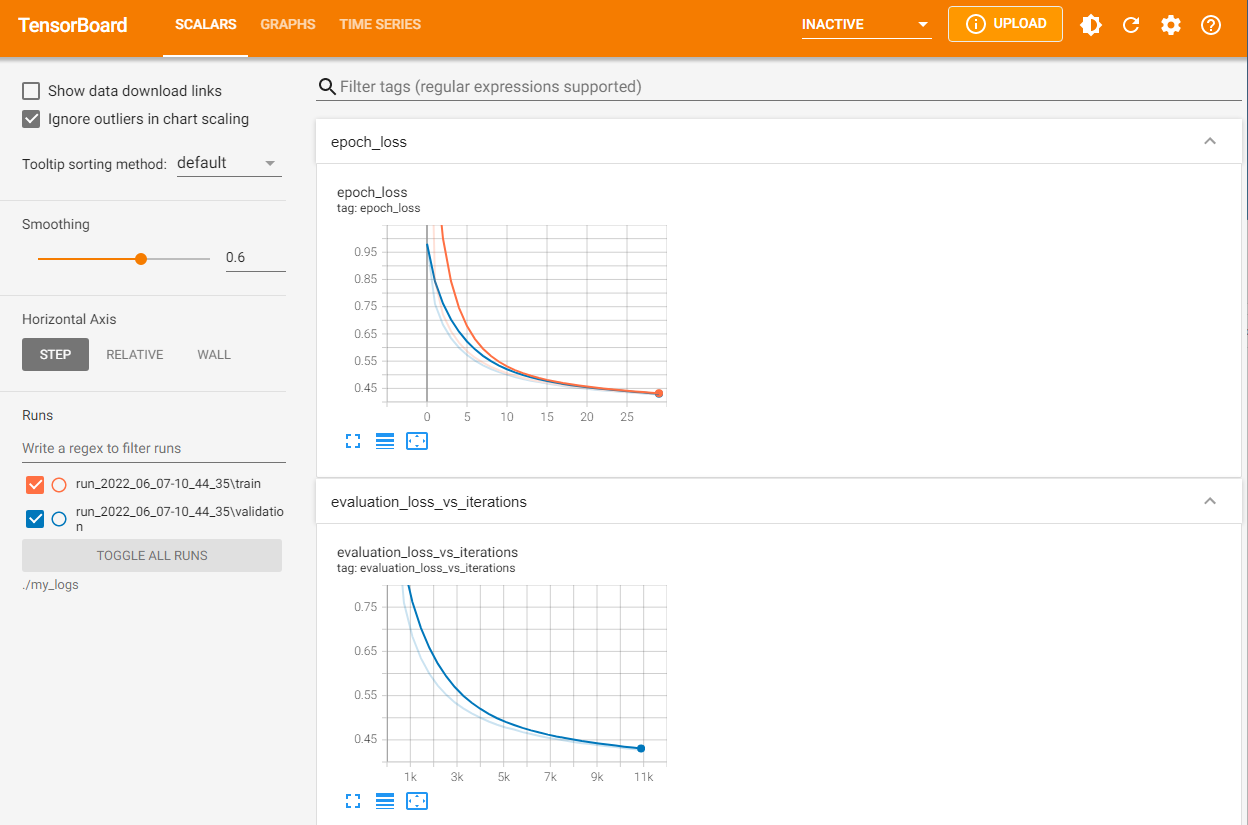 TensorBoard
SCALARS
GRAPHS
TIME SERIES
INACTIVE
UPLOAD
Show data download links
Ignore outliers in chart scaling
Tooltip sorting method: default
Smoothing
0.6
Horizontal Axis
STEP
RELATIVE
WALL
Runs
Write a regex to filter runs
run_2022_06_07-10_44_35\train
run_2022_06_07-10_44_35\validatio
n
TOGGLE ALL RUNS
./my_logs
Filter tags (regular expressions supported)
epoch_loss
epoch_loss
tag: epoch_loss
0.95
0.85
0.75
0.65
0.55
0.45
0 5 10 15 20 25
evaluation_loss_vs_iterations
evaluation_loss_vs_iterations
tag: evaluation_loss_vs_iterations
0.75
0.65
0.55
0.45
1k 3k 5k 7k 9k 11k